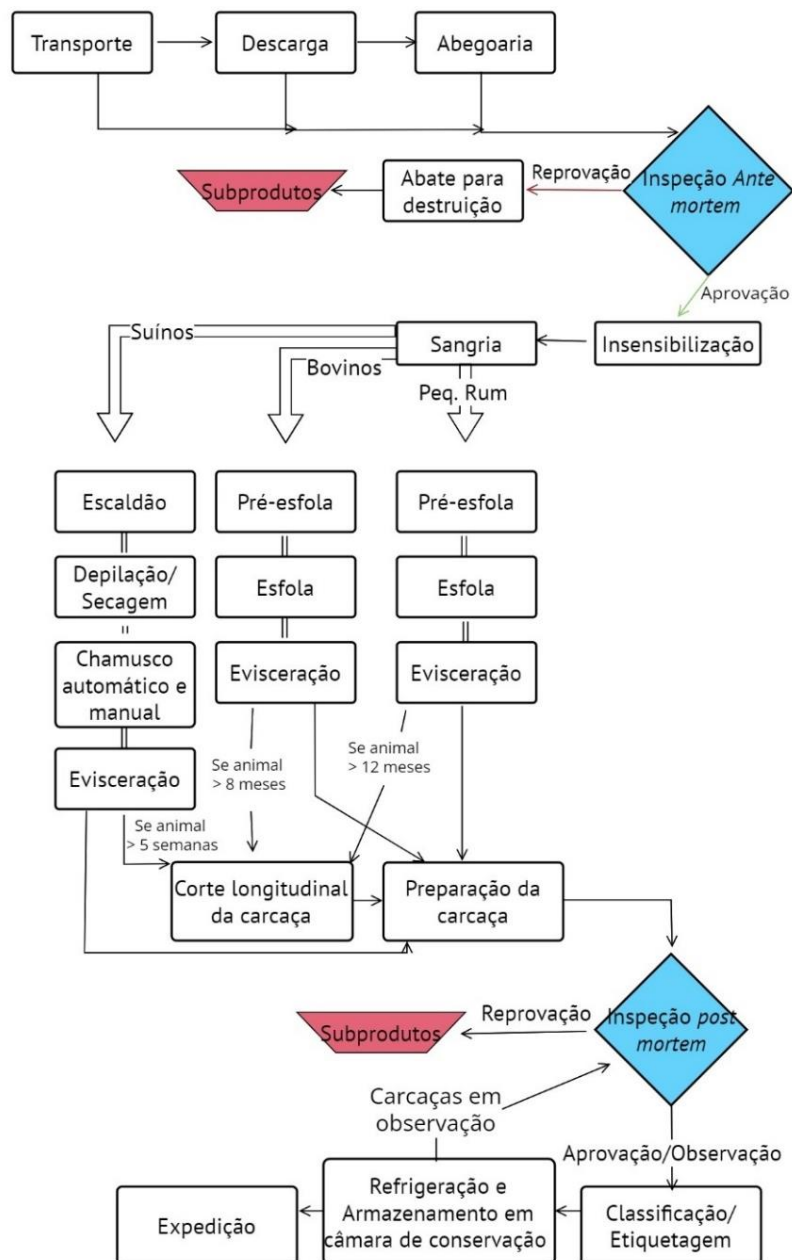 Transporte
Descarga
Abegoaria
Inspeção Ante
mortem
Reprovação
Abate para
destruição
Subprodutos
Aprovação
Insensibilização
Sangria
Suínos
Bovinos
Peq. Rum
Escaldão
Pré-esfola
Pré-esfola
Depilação/
Secagem
Esfola
Esfola
Chamusco
automático e
manual
Evisceração
Evisceração
Evisceração
Se animal
> 8 meses
Se animal
> 12 meses
Se animal
> 5 semanas
Corte longitudinal
da carcaça
Preparação da
carcaça
Inspeção post
mortem
Reprovação
Subprodutos
Carcaças em
observação
Aprovação/Observação
Classificação/
Etiquetagem
Refrigeração e
Armazenamento em
câmara de conservação
Expedição